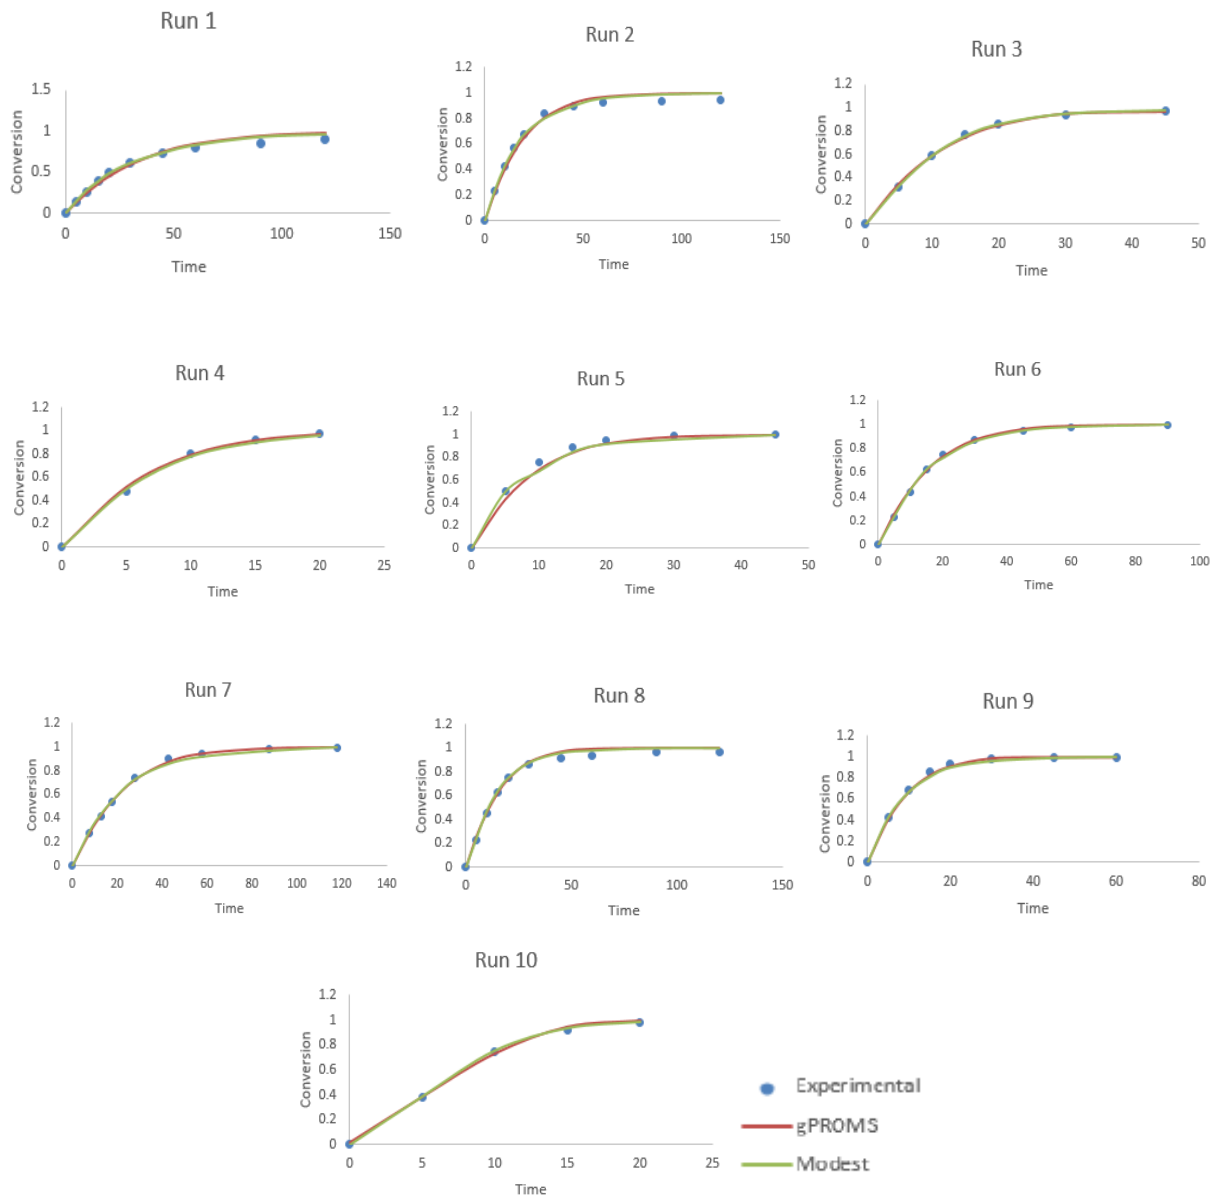 Run 1
1.5
1
0.5
0
Conversion
0 50 100 150
Time
Run 2
1.2
1
0.8
0.6
0.4
0.2
0
Conversion
0 50 100 150
Time
Run 3
1.2
1
0.8
0.6
0.4
0.2
0
Conversion
0 10 20 30 40 50
Time
Run 4
1.2
1
0.8
0.6
0.4
0.2
0
Conversion
0 5 10 15 20 25
Time
Run 5
1.2
1
0.8
0.6
0.4
0.2
0
Conversion
0 10 20 30 40 50
Time
Run 6
1.2
1
0.8
0.6
0.4
0.2
0
Conversion
0 20 40 60 80 100
Time
Run 7
1.2
1
0.8
0.6
0.4
0.2
0
Conversion
0 20 40 60 80 100 120 140
Time
Run 8
1.2
1
0.8
0.6
0.4
0.2
0
Conversion
0 50 100 150
Time
Run 9
1.2
1
0.8
0.6
0.4
0.2
0
Conversion
0 20 40 60 80
Time
Run 10
1.2
1
0.8
0.6
0.4
0.2
0
Conversion
0 5 10 15 20 25
Time
Experimental
gPROMS
Modest